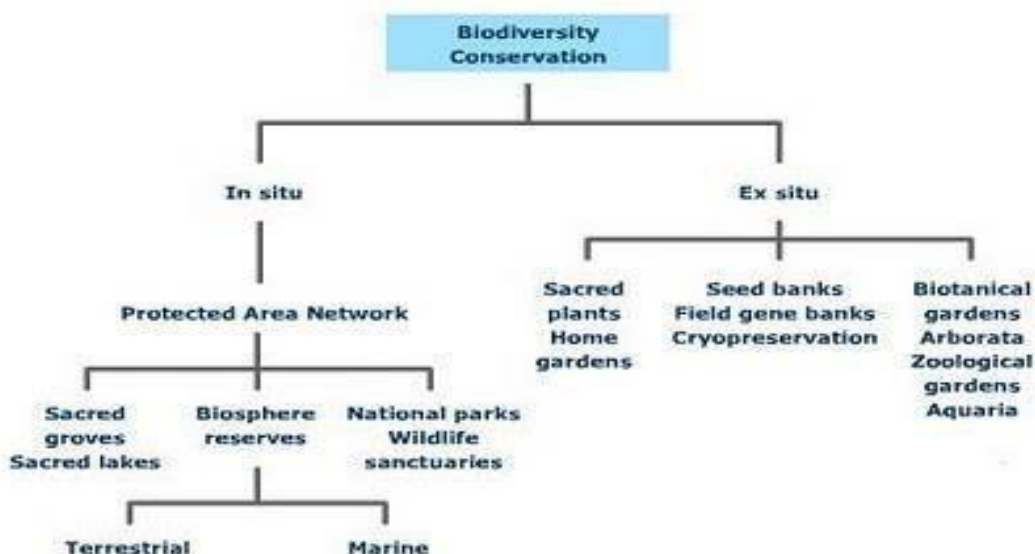 Biodiversity
Conservation
In situ
Ex situ
Protected Area Network
Sacred
plants
Home
gardens
Seed banks
Field gene banks
Cryopreservation
Biotanical
gardens
Arborata
Zoological
gardens
Aquaria
Sacred
groves
Sacred lakes
Biosphere
reserves
National parks
Wildlife
sanctuaries
Terrestrial
Marine